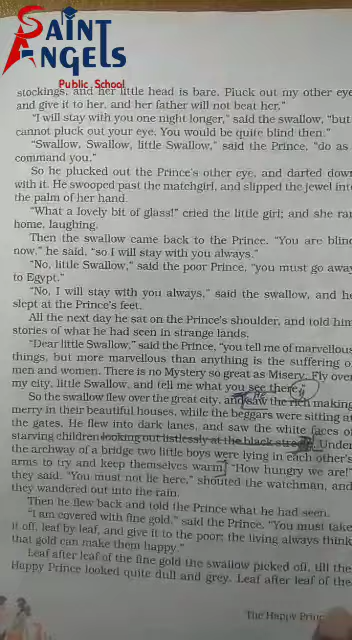 SAINT
ANGELS
Public School
stockings, and her little head is bare. Pluck out my other eye
and give it to her, and her father will not beat her."
"I will stay with you one night longer," said the swallow, "but
cannot pluck out your eye. You would be quite blind then."
"Swallow, Swallow, little Swallow," said the Prince, "do as
command you."
So he plucked out the Prince's other eye, and darted down
with it. He swooped past the matchgirl, and slipped the jewel into
the palm of her hand.
"What a lovely bit of glass!" cried the little girl; and she ran
home, laughing.
Then the swallow came back to the Prince. "You are blind
now," he said, "so I will stay with you always."
"No, little Swallow," said the poor Prince, "you must go away
to Egypt."
"No, I will stay with you always," said the swallow, and he
slept at the Prince's feet.
All the next day he sat on the Prince's shoulder, and told him
stories of what he had seen in strange lands.
"Dear little Swallow," said the Prince, "you tell me of marvellous
things, but more marvellous than anything is the suffering of
men and women. There is no Mystery so great as Misery. Fly over
my city, little Swallow, and tell me what you see there."
So the swallow flew over the great city, and saw the rich making
merry in their beautiful houses, while the beggars were sitting at
the gates. He flew into dark lanes, and saw the white faces of
starving children looking out listlessly at the black streets. Under
the archway of a bridge two little boys were lying in each other's
arms to try and keep themselves warm. "How hungry we are!"
they said. "You must not lie here," shouted the watchman, and
they wandered out into the rain.
Then he flew back and told the Prince what he had seen.
"I am covered with fine gold," said the Prince, "You must take
it off, leaf by leaf, and give it to the poor; the living always think
that gold can make them happy."
Leaf after leaf of the fine gold the swallow picked off, till the
Happy Prince looked quite dull and grey. Leaf after leaf of the
The Happy Prin